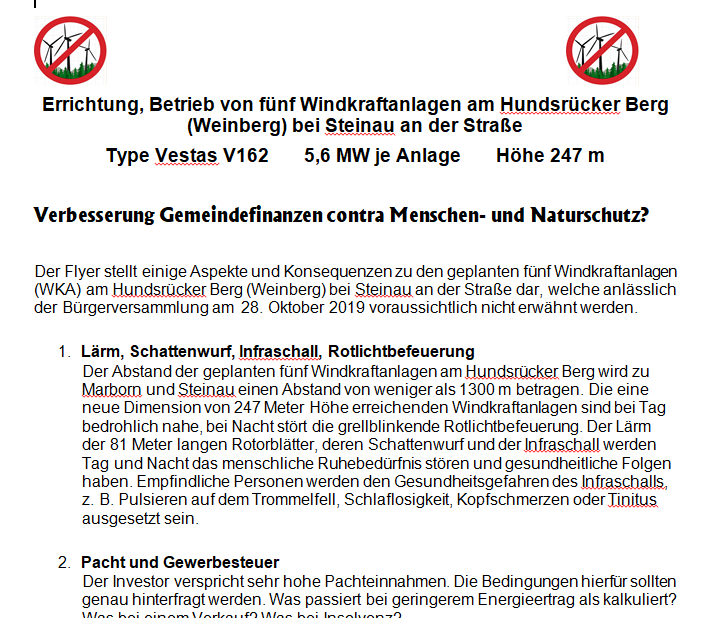 Errichtung, Betrieb von fünf Windkraftanlagen am Hundsrücker Berg
(Weinberg) bei Steinau an der Straße
Type Vestas V162 5,6 MW je Anlage Höhe 247 m
Verbesserung Gemeindefinanzen contra Menschen- und Naturschutz?
Der Flyer stellt einige Aspekte und Konsequenzen zu den geplanten fünf Windkraftanlagen
(WKA) am Hundsrücker Berg (Weinberg) bei Steinau an der Straße dar, welche anlässlich
der Bürgerversammlung am 28. Oktober 2019 voraussichtlich nicht erwähnt werden.
1. Lärm, Schattenwurf, Infraschall, Rotlichtbefeuerung
Der Abstand der geplanten fünf Windkraftanlagen am Hundsrücker Berg wird zu
Marborn und Steinau einen Abstand von weniger als 1300 m betragen. Die eine
neue Dimension von 247 Meter Höhe erreichenden Windkraftanlagen sind bei Tag
bedrohlich nahe, bei Nacht stört die grellblinkende Rotlichtbefeuerung. Der Lärm
der 81 Meter langen Rotorblätter, deren Schattenwurf und der Infraschall werden
Tag und Nacht das menschliche Ruhebedürfnis stören und gesundheitliche Folgen
haben. Empfindliche Personen werden den Gesundheitsgefahren des Infraschalls,
z. B. Pulsieren auf dem Trommelfell, Schlaflosigkeit, Kopfschmerzen oder Tinitus
ausgesetzt sein.
2. Pacht und Gewerbesteuer
Der Investor verspricht sehr hohe Pachteinnahmen. Die Bedingungen hierfür sollten
genau hinterfragt werden. Was passiert bei geringerem Energieertrag als kalkuliert?
Was bei einem Verkauf? Was bei Insolvenz?